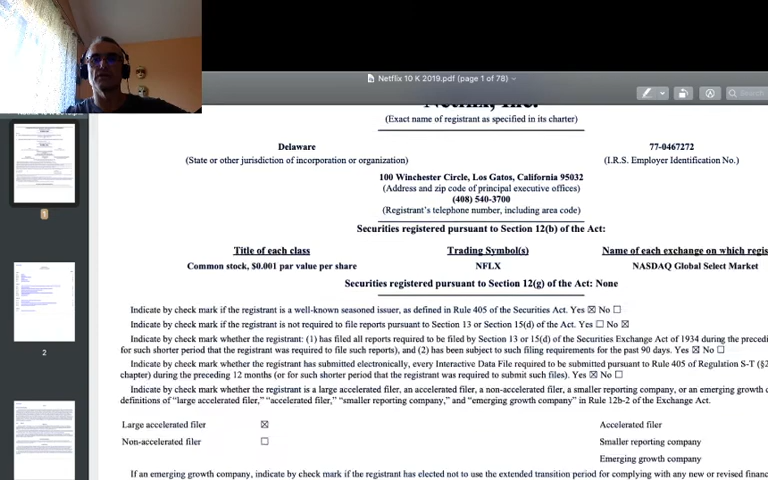 Netflix 10 K 2019.pdf (page 1 of 78)
Search
Netflix, Inc.
(Exact name of registrant as specified in its charter)
Delaware 77-0467272
(State or other jurisdiction of incorporation or organization) (I.R.S. Employer Identification No.)
100 Winchester Circle, Los Gatos, California 95032
(Address and zip code of principal executive offices)
(408) 540-3700
(Registrant's telephone number, including area code)
Securities registered pursuant to Section 12(b) of the Act:
Title of each class Trading Symbol(s) Name of each exchange on which regis
Common stock, $0.001 par value per share NFLX NASDAQ Global Select Market
Securities registered pursuant to Section 12(g) of the Act: None
Indicate by check mark if the registrant is a well-known seasoned issuer, as defined in Rule 405 of the Securities Act. Yes ☒ No ☐
Indicate by check mark if the registrant is not required to file reports pursuant to Section 13 or Section 15(d) of the Act. Yes ☐ No ☒
Indicate by check mark whether the registrant: (1) has filed all reports required to be filed by Section 13 or 15(d) of the Securities Exchange Act of 1934 during the precedi
for such shorter period that the registrant was required to file such reports), and (2) has been subject to such filing requirements for the past 90 days. Yes ☒ No ☐
Indicate by check mark whether the registrant has submitted electronically, every Interactive Data File required to be submitted pursuant to Rule 405 of Regulation S-T (§2
chapter) during the preceding 12 months (or for such shorter period that the registrant was required to submit such files). Yes ☒ No ☐
Indicate by check mark whether the registrant is a large accelerated filer, an accelerated filer, a non-accelerated filer, a smaller reporting company, or an emerging growth c
definitions of "large accelerated filer," "accelerated filer," "smaller reporting company," and "emerging growth company" in Rule 12b-2 of the Exchange Act.
Large accelerated filer ☒ Accelerated filer
Non-accelerated filer ☐ Smaller reporting company
Emerging growth company
If an emerging growth company, indicate by check mark if the registrant has elected not to use the extended transition period for complying with any new or revised financ
1
2